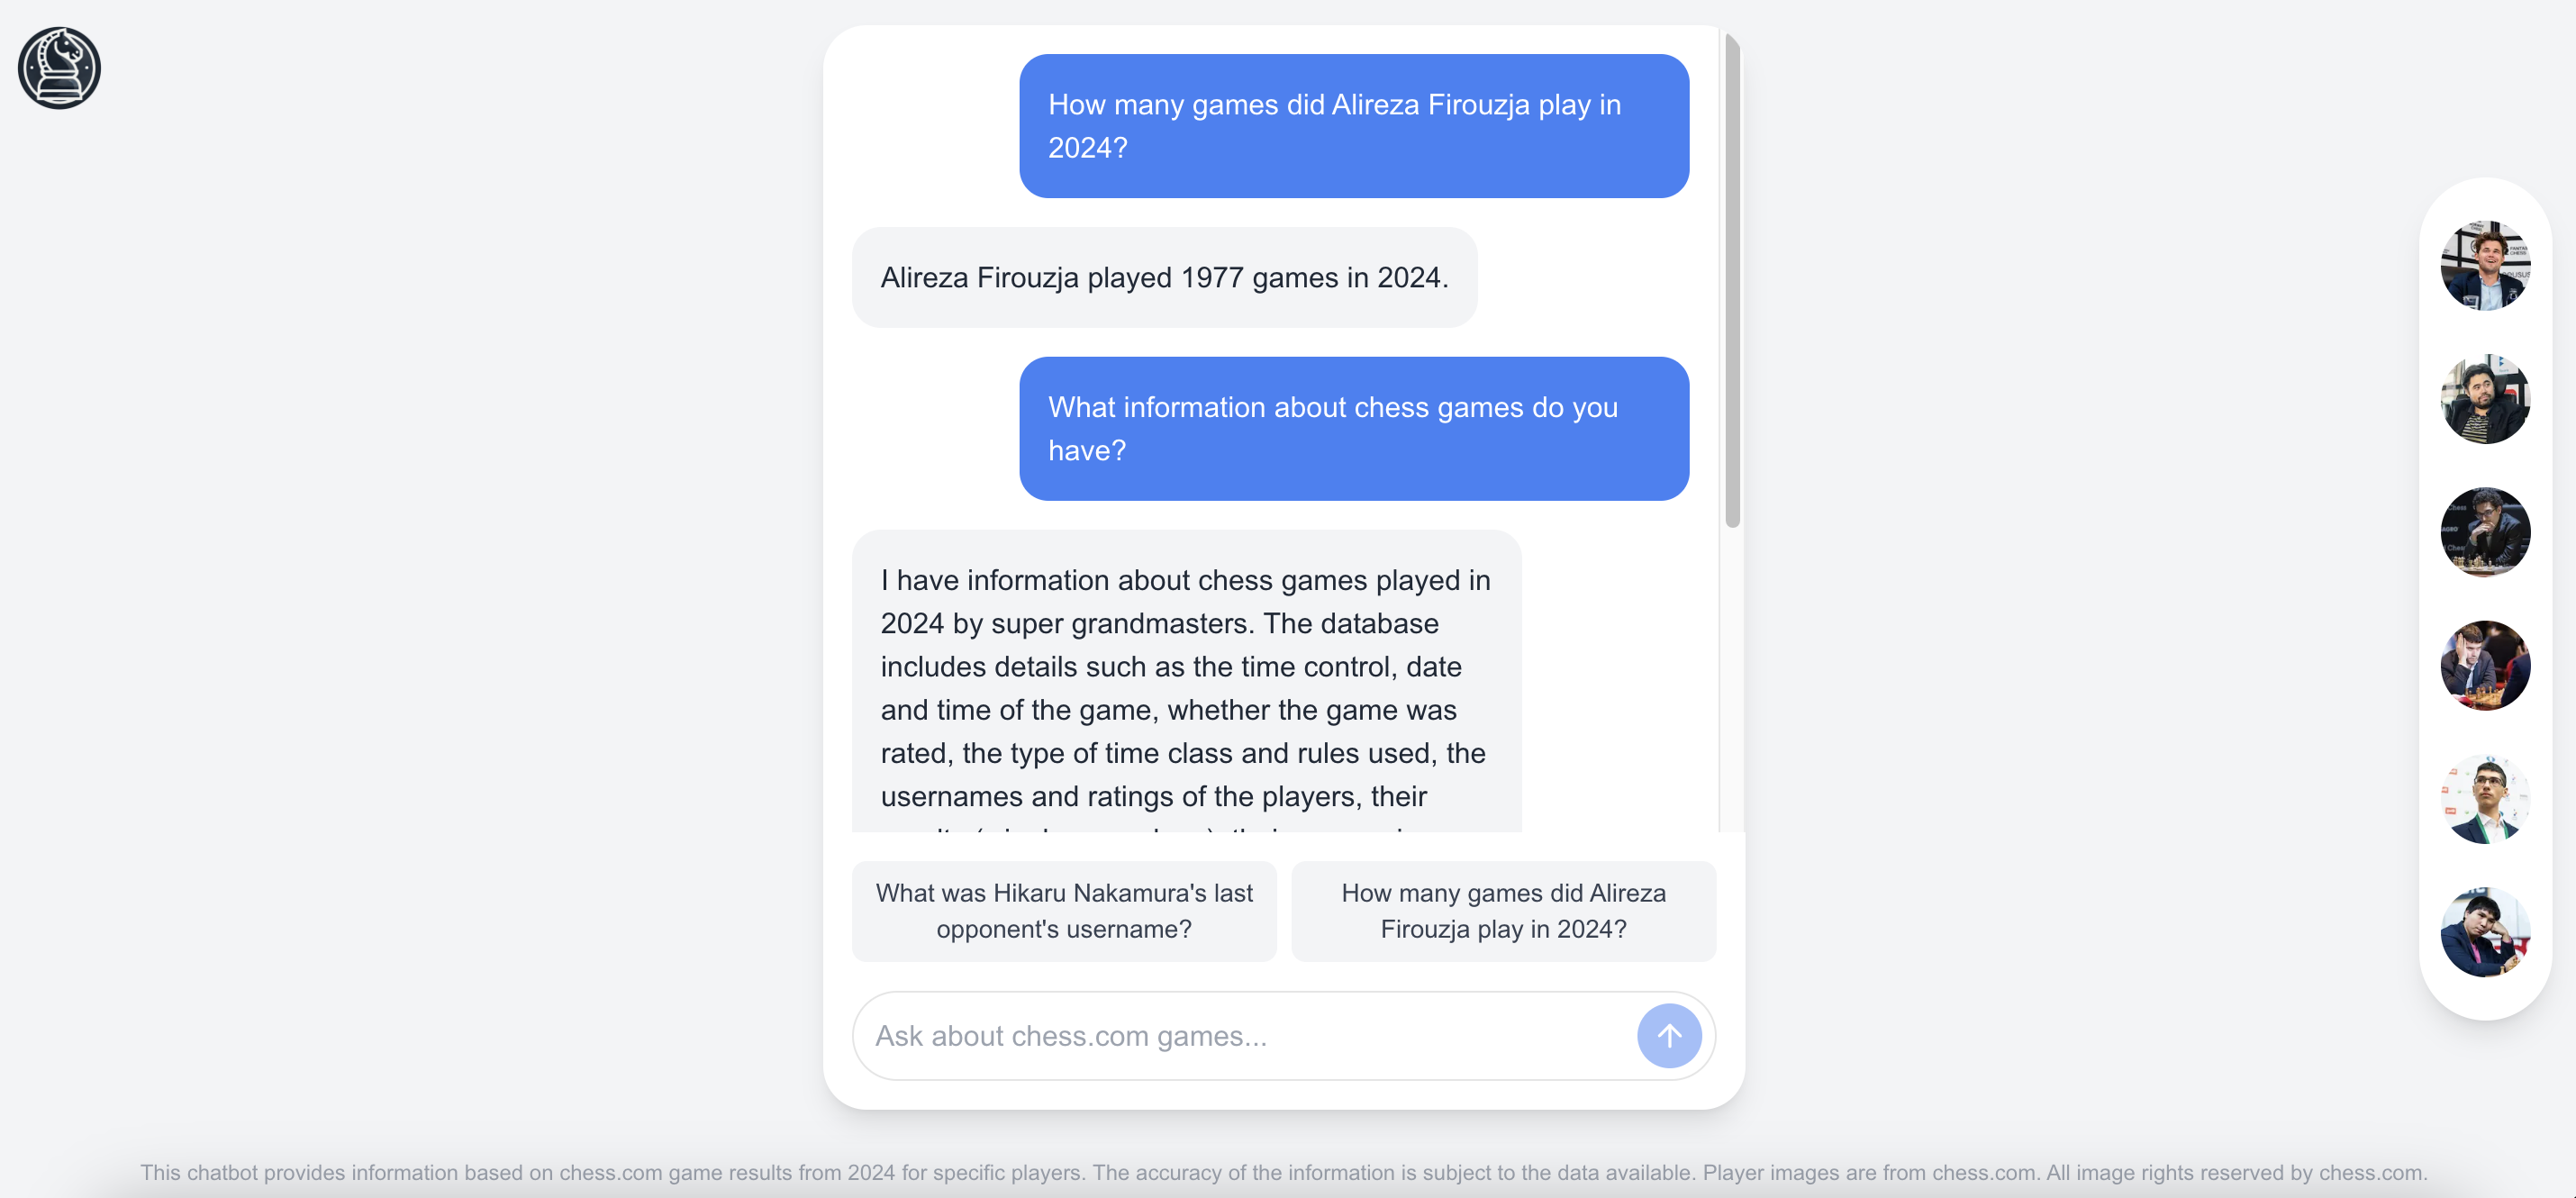 How many games did Alireza Firouzja play in
2024?
Alireza Firouzja played 1977 games in 2024.
What information about chess games do you
have?
I have information about chess games played in
2024 by super grandmasters. The database
includes details such as the time control, date
and time of the game, whether the game was
rated, the type of time class and rules used, the
usernames and ratings of the players, their
What was Hikaru Nakamura's last
opponent's username?
How many games did Alireza
Firouzja play in 2024?
Ask about chess.com games...
This chatbot provides information based on chess.com game results from 2024 for specific players. The accuracy of the information is subject to the data available. Player images are from chess.com. All image rights reserved by chess.com.